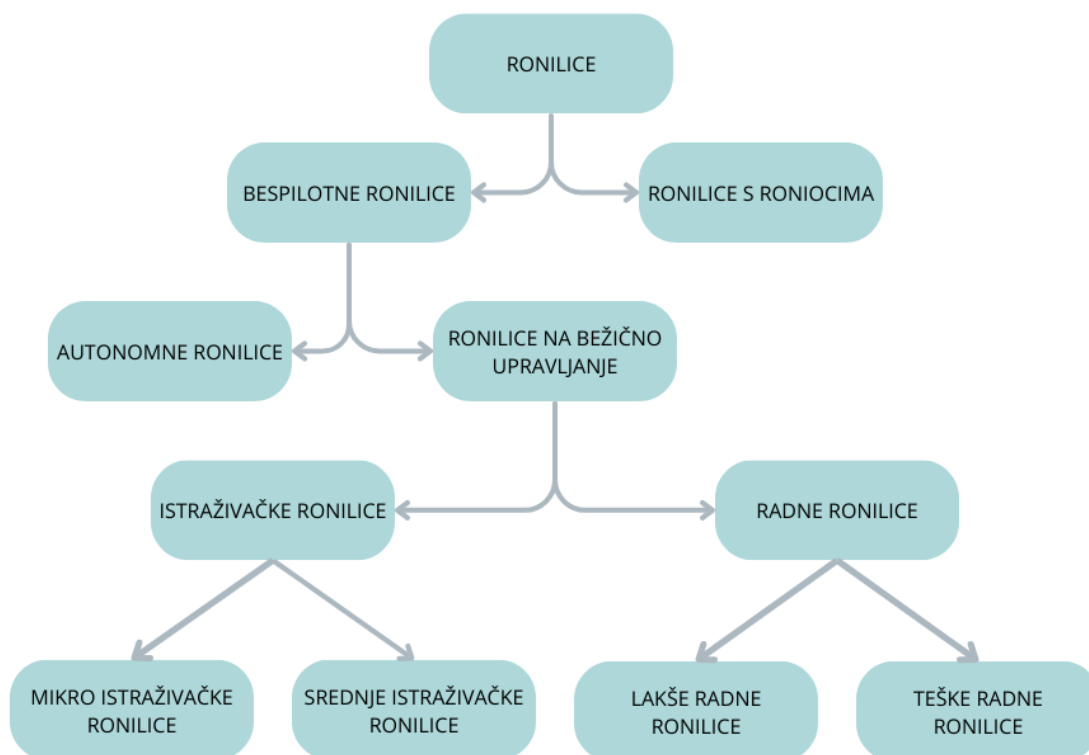 RONILICE
BESPILOTNE RONILICE
RONILICE S RONIOCIMA
AUTONOMNE RONILICE
RONILICE NA BEŽIČNO
UPRAVLJANJE
ISTRAŽIVAČKE RONILICE
RADNE RONILICE
MIKRO ISTRAŽIVAČKE
RONILICE
SREDNJE ISTRAŽIVAČKE
RONILICE
LAKŠE RADNE
RONILICE
TEŠKE RADNE
RONILICE